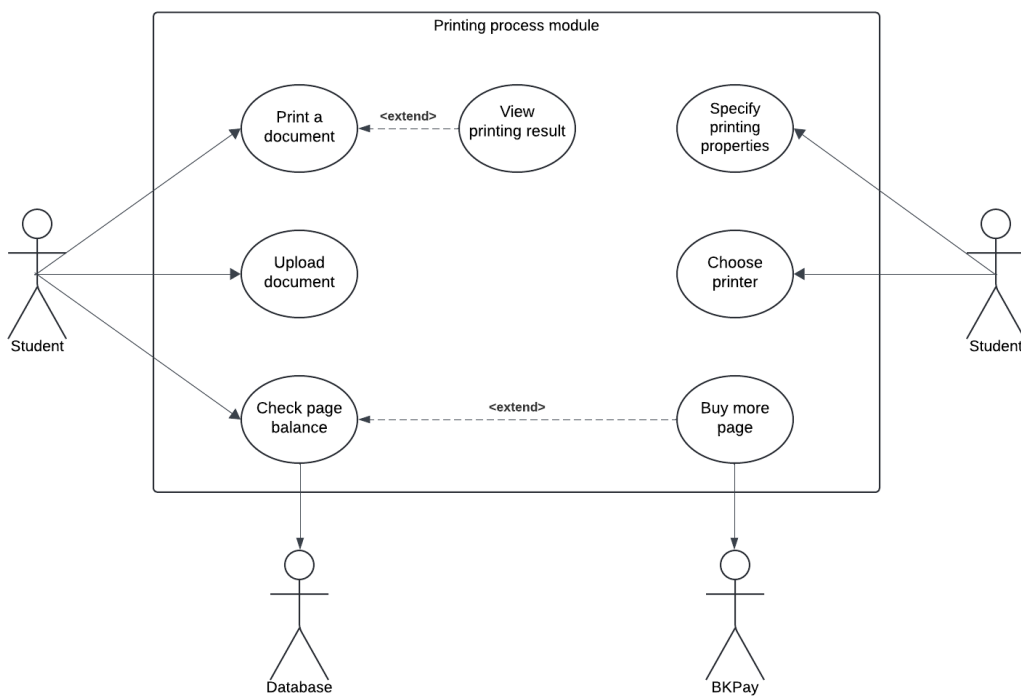 Printing process module
Print a
document
<extend>
View
printing result
Specify
printing
properties
Upload
document
Choose
printer
Student
Student
Check page
balance
<extend>
Buy more
page
Database
BKPay